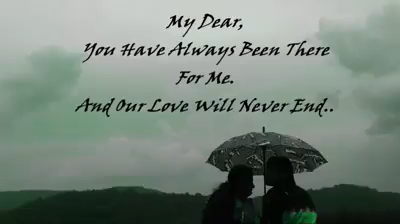 My Dear,
You Have Always Been There
For Me.
And Our Love Will Never End..